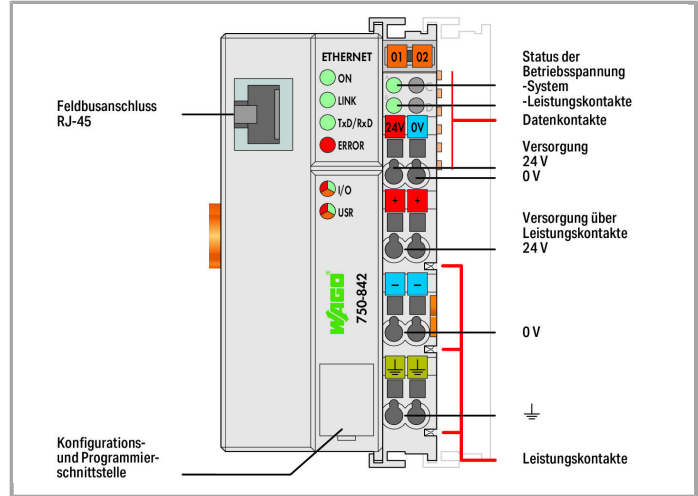 Feldbusanschluss
RJ-45
Konfigurations-
und Programmier-
schnittstelle
ETHERNET
ON
LINK
TxD/RxD
ERROR
I/O
USR
WAGO
750-842
01 02
C
D
24V 0V
+ +
− −
Status der
Betriebsspannung
-System
-Leistungskontakte
Datenkontakte
Versorgung
24 V
0 V
Versorgung über
Leistungskontakte
24 V
0 V
Leistungskontakte